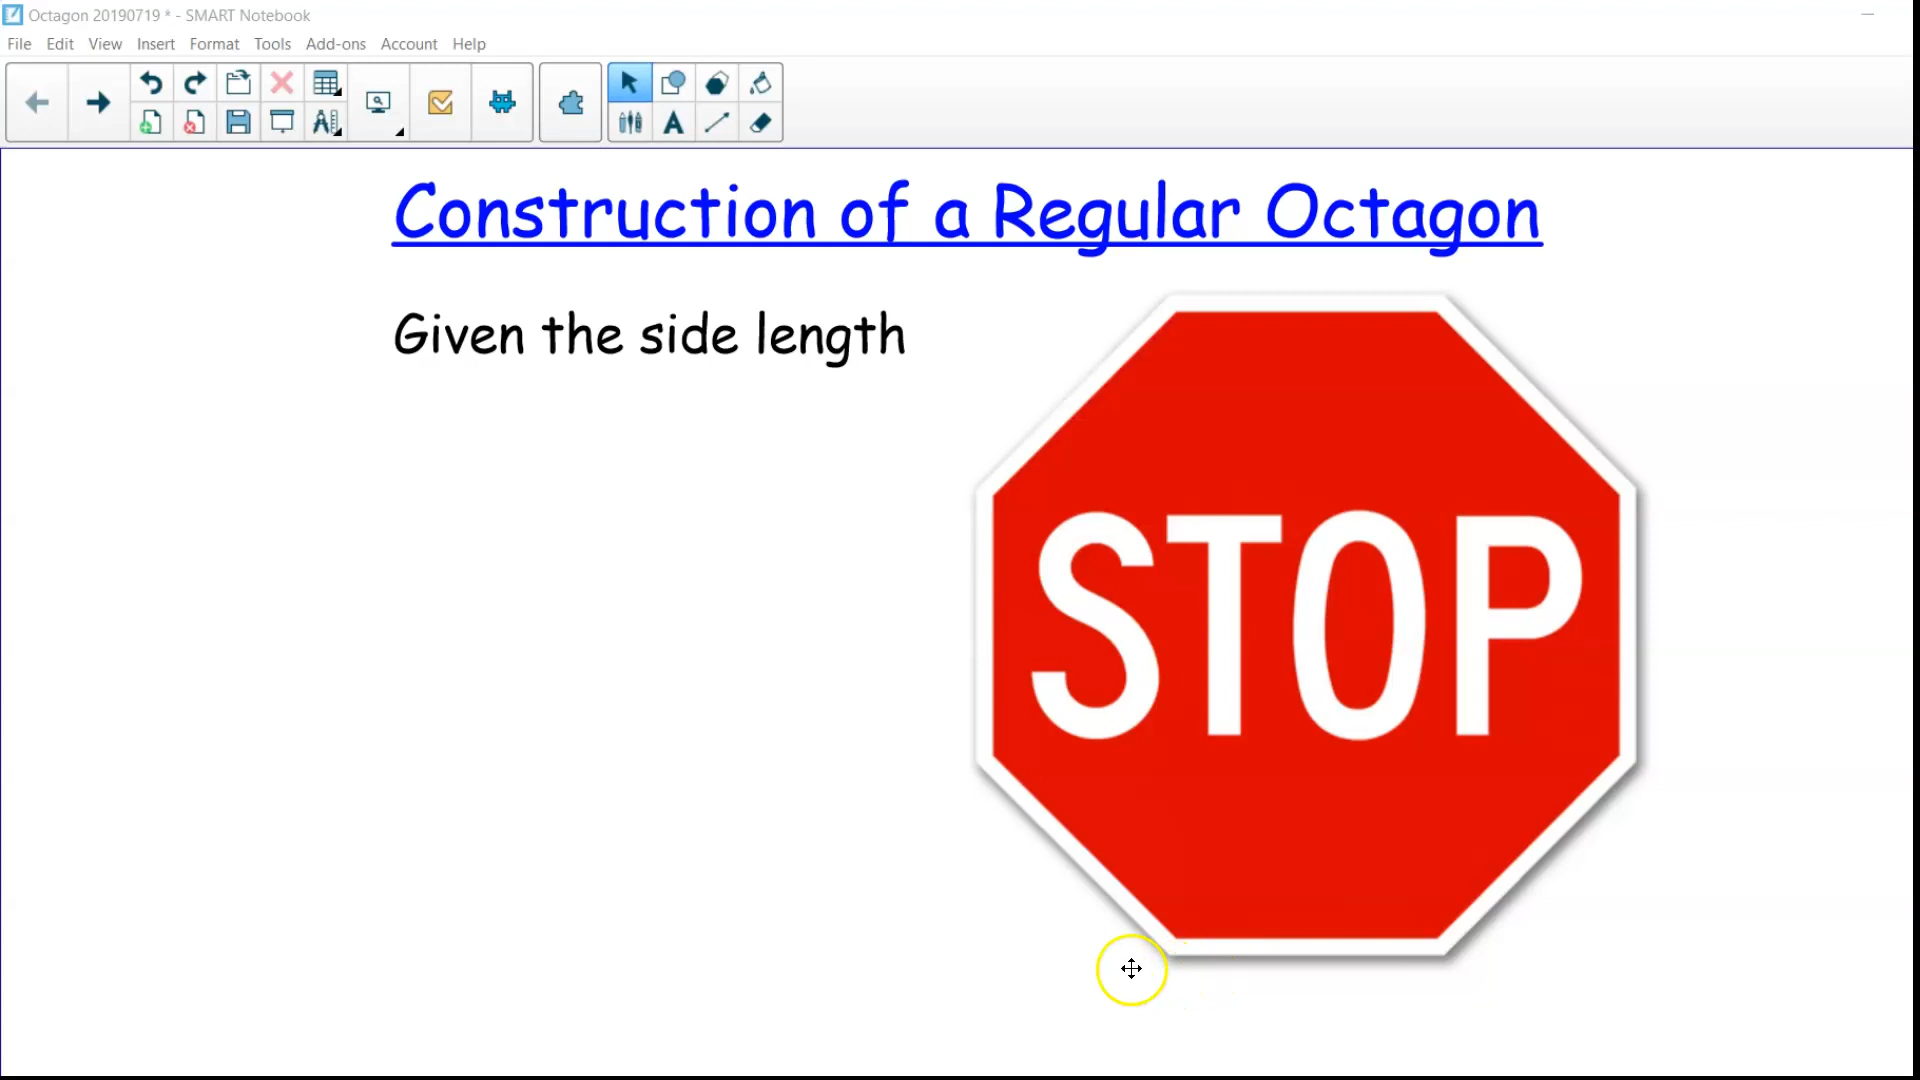 Octagon 20190719 * - SMART Notebook
File Edit View Insert Format Tools Add-ons Account Help
Construction of a Regular Octagon
Given the side length
STOP